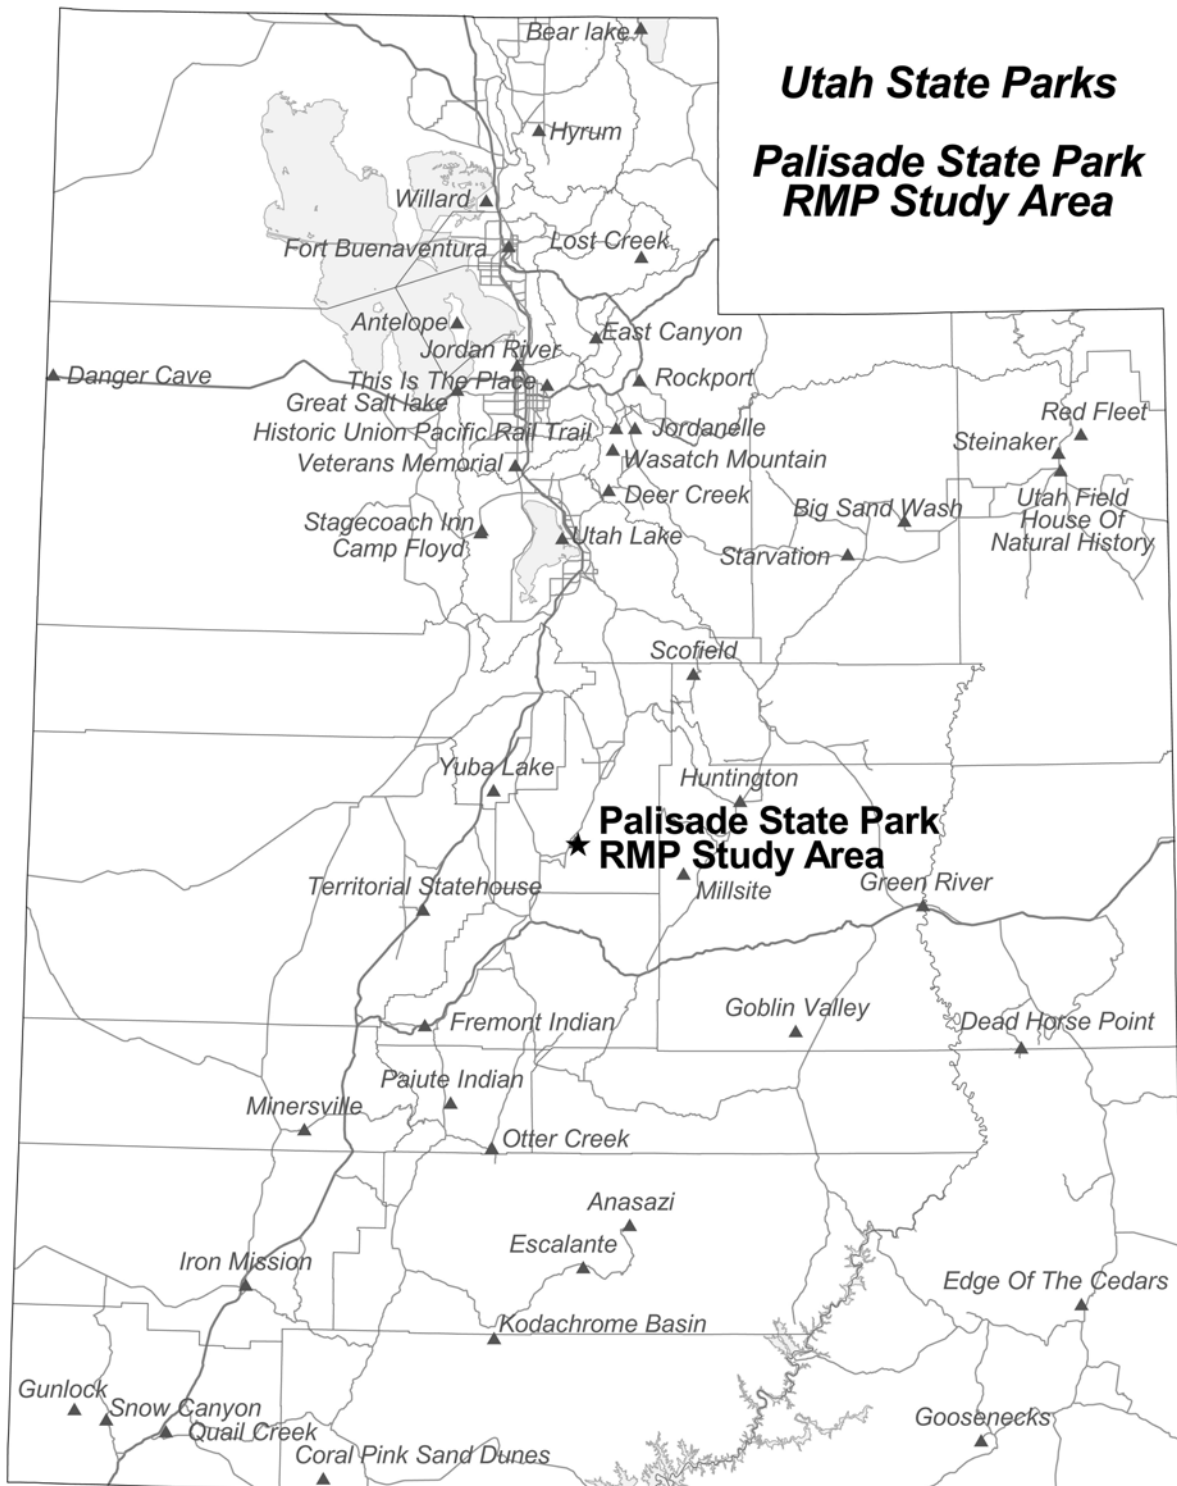 Bear lake
Utah State Parks
Palisade State Park
RMP Study Area
Hyrum
Willard
Fort Buenaventura
Lost Creek
Antelope
East Canyon
Jordan River
Danger Cave
This Is The Place
Rockport
Great Salt lake
Red Fleet
Historic Union Pacific Rail Trail
Jordanelle
Steinaker
Veterans Memorial
Wasatch Mountain
Deer Creek
Utah Field
House Of
Natural History
Big Sand Wash
Stagecoach Inn
Camp Floyd
Utah Lake
Starvation
Scofield
Yuba Lake
Huntington
Palisade State Park
RMP Study Area
Millsite
Green River
Territorial Statehouse
Goblin Valley
Fremont Indian
Dead Horse Point
Paiute Indian
Minersville
Otter Creek
Anasazi
Escalante
Iron Mission
Edge Of The Cedars
Kodachrome Basin
Gunlock
Snow Canyon
Quail Creek
Goosenecks
Coral Pink Sand Dunes